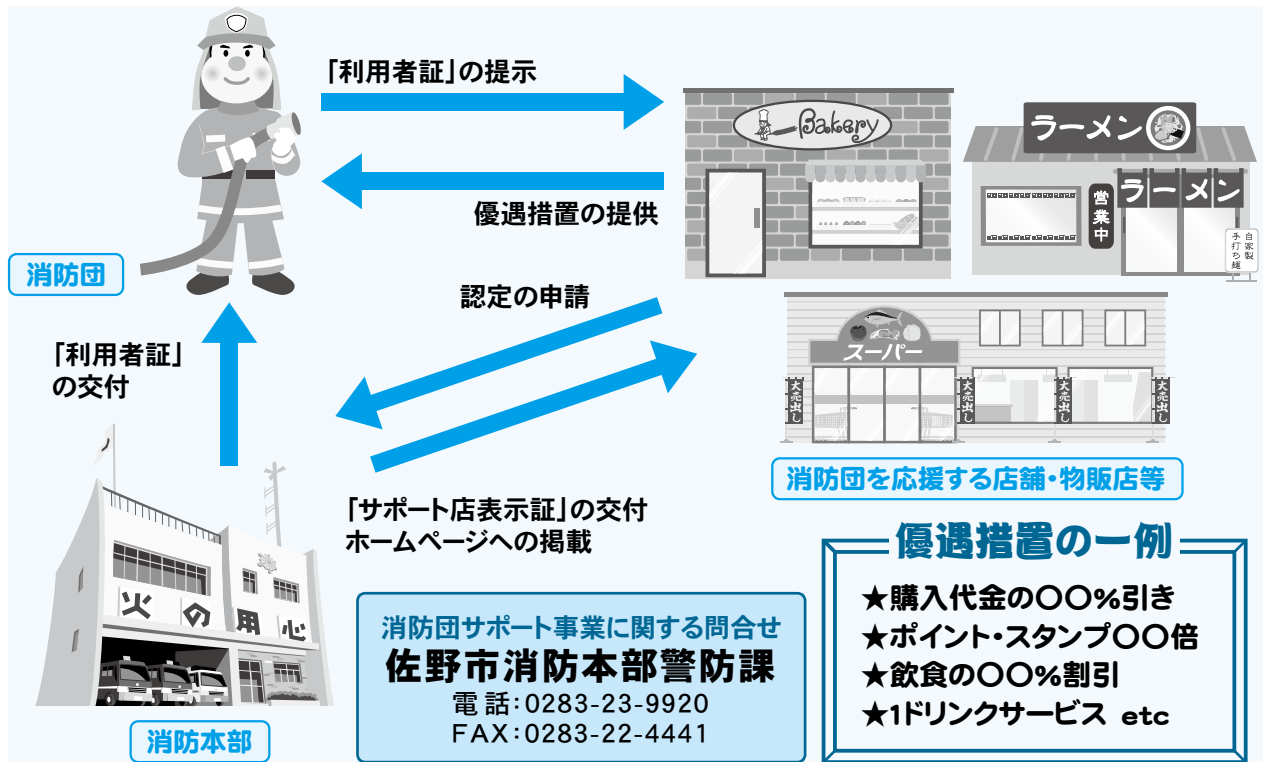 「利用者証」の提示
Bakery
ラーメン
ラーメン
営業中
自家製
手打ち麺
優遇措置の提供
消防団
認定の申請
「利用者証」
の交付
スーパー
大売出し
大売出し
大売出し
消防団を応援する店舗・物販店等
「サポート店表示証」の交付
ホームページへの掲載
火の用心
消防本部
消防団サポート事業に関する問合せ
佐野市消防本部警防課
電話：0283-23-9920
FAX：0283-22-4441
優遇措置の一例
★購入代金の〇〇％引き
★ポイント・スタンプ〇〇倍
★飲食の〇〇％割引
★1ドリンクサービス etc